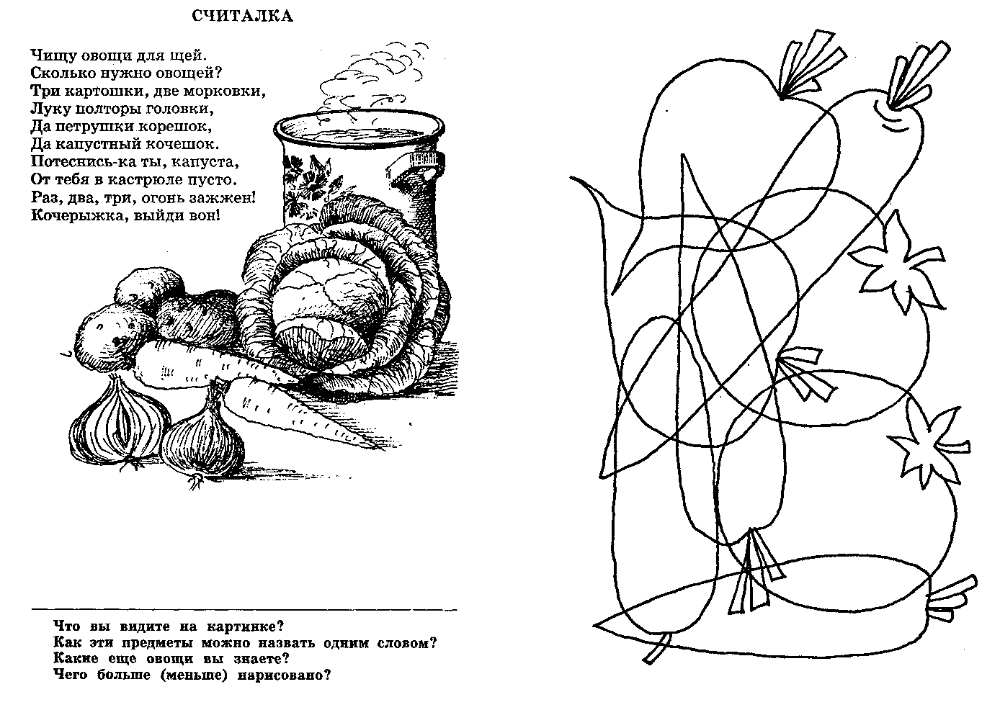 СЧИТАЛКА
Чищу овощи для щей.
Сколько нужно овощей?
Три картошки, две морковки,
Луку полторы головки,
Да петрушки корешок,
Да капустный кочешок.
Потеснись-ка ты, капуста,
От тебя в кастрюле пусто.
Раз, два, три, огонь зажжен!
Кочерыжка, выйди вон!
Что вы видите на картинке?
Как эти предметы можно назвать одним словом?
Какие еще овощи вы знаете?
Чего больше (меньше) нарисовано?